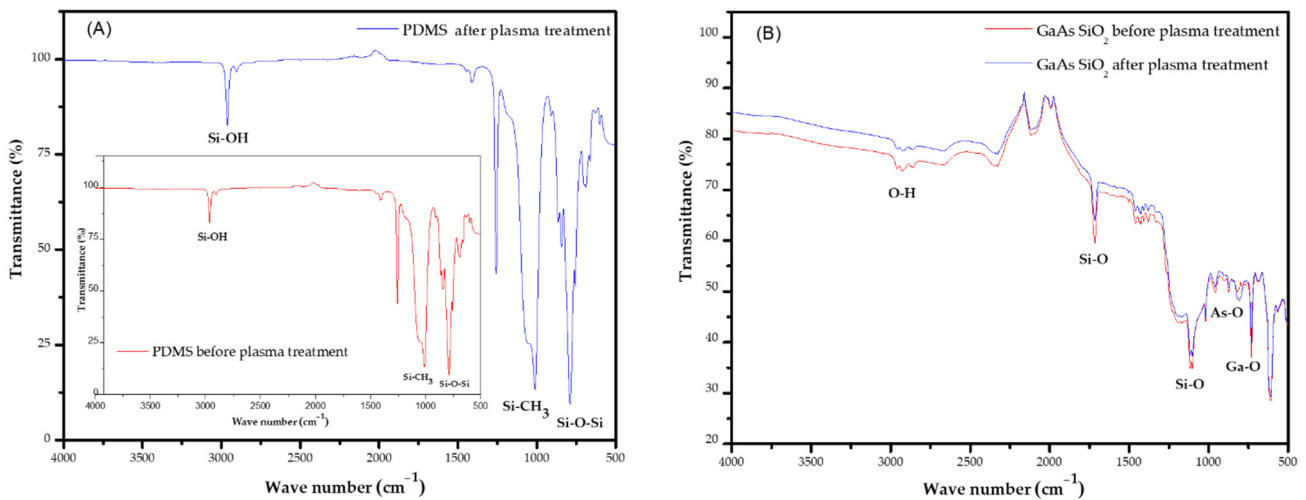 (A)
PDMS after plasma treatment
100
75
50
25
0
Transmittance (%)
Si-OH
Si-CH₃
Si-O-Si
4000 3500 3000 2500 2000 1500 1000 500
Wave number (cm⁻¹)
100
75
50
25
0
Transmittance (%)
Si-OH
PDMS before plasma treatment
Si-CH₃
Si-O-Si
4000 3500 3000 2500 2000 1500 1000 500
Wave number (cm⁻¹)
(B)
GaAs SiO₂ before plasma treatment
GaAs SiO₂ after plasma treatment
100
90
80
70
60
50
40
30
20
Transmittance (%)
O-H
Si-O
As-O
Si-O
Ga-O
4000 3500 3000 2500 2000 1500 1000 500
Wave number (cm⁻¹)